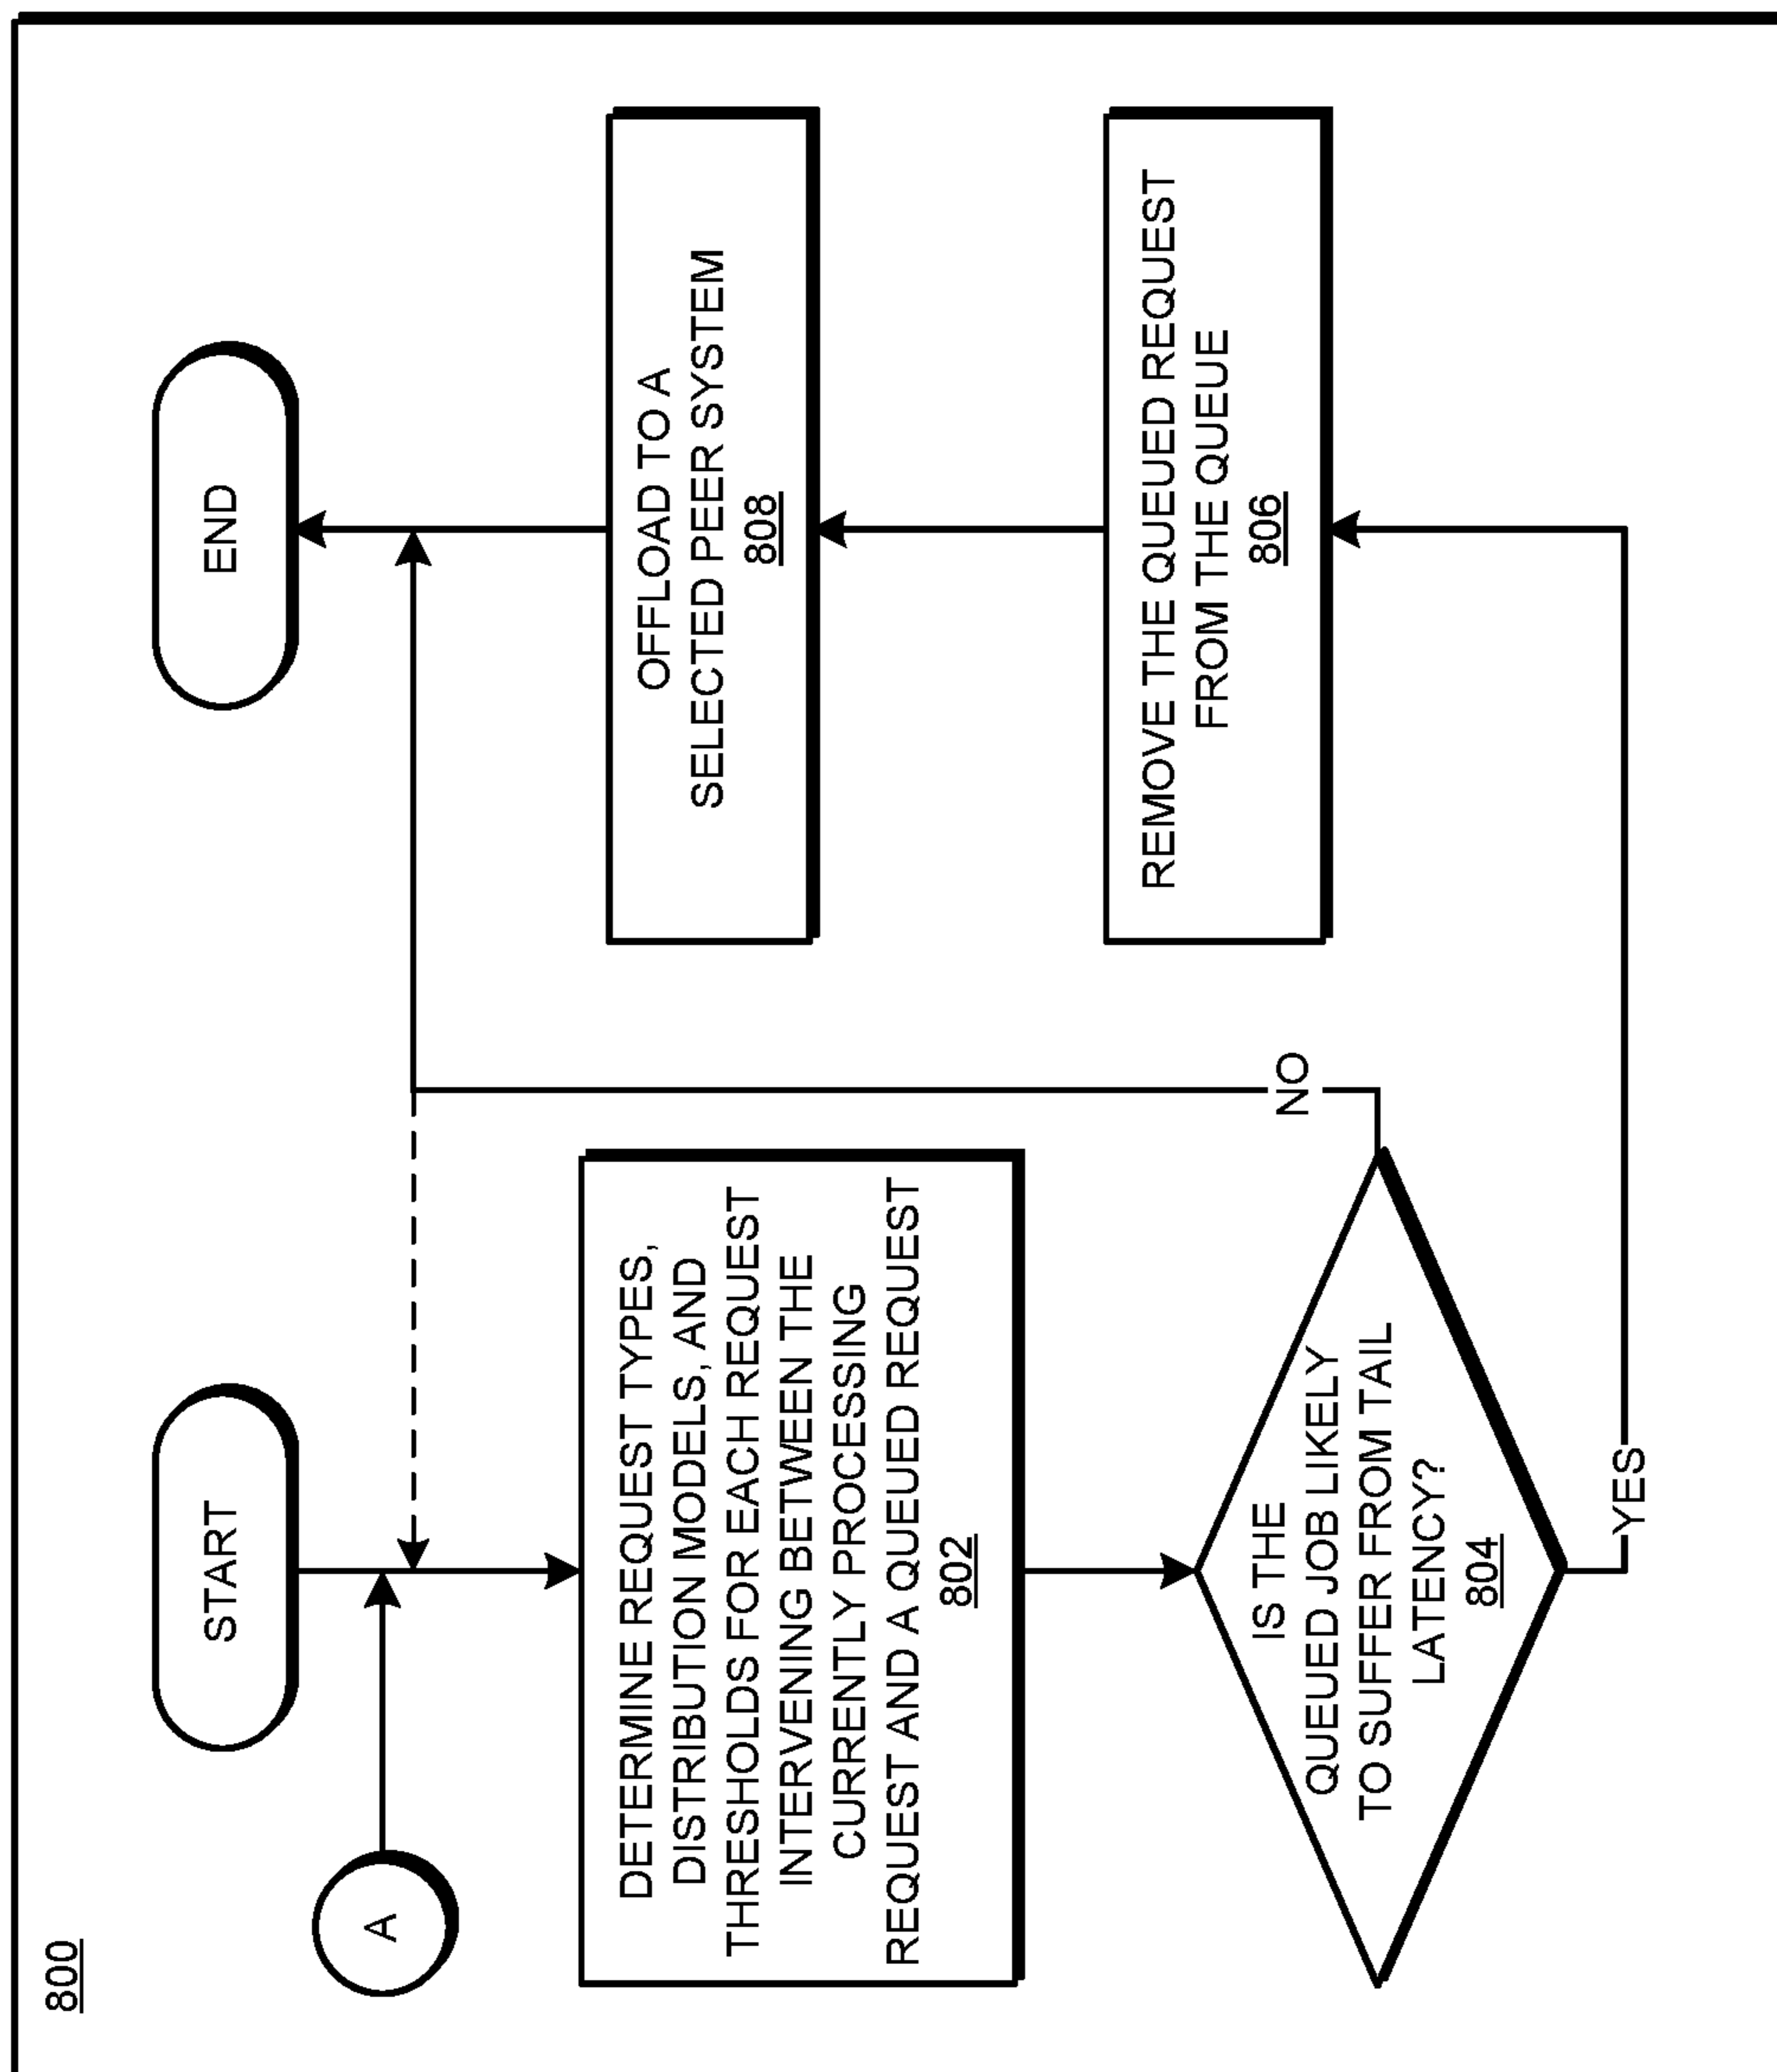 800
START
A
DETERMINE REQUEST TYPES,
DISTRIBUTION MODELS, AND
THRESHOLDS FOR EACH REQUEST
INTERVENING BETWEEN THE
CURRENTLY PROCESSING
REQUEST AND A QUEUED REQUEST
802
IS THE
QUEUED JOB LIKELY
TO SUFFER FROM TAIL
LATENCY?
804
NO
YES
REMOVE THE QUEUED REQUEST
FROM THE QUEUE
806
OFFLOAD TO A
SELECTED PEER SYSTEM
808
END